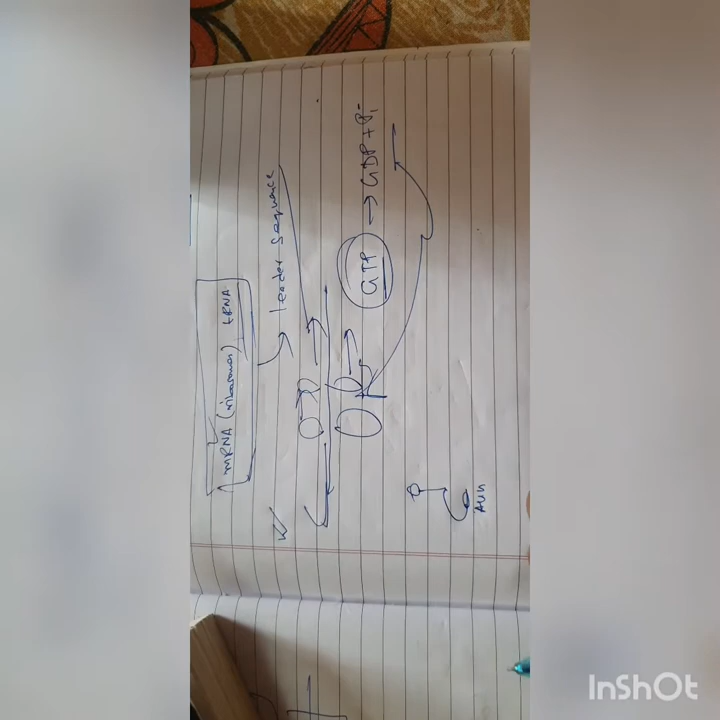 mRNA (ribosomes) tRNA
leader sequence
GTP → GDP + Pi
AUG
InShOt